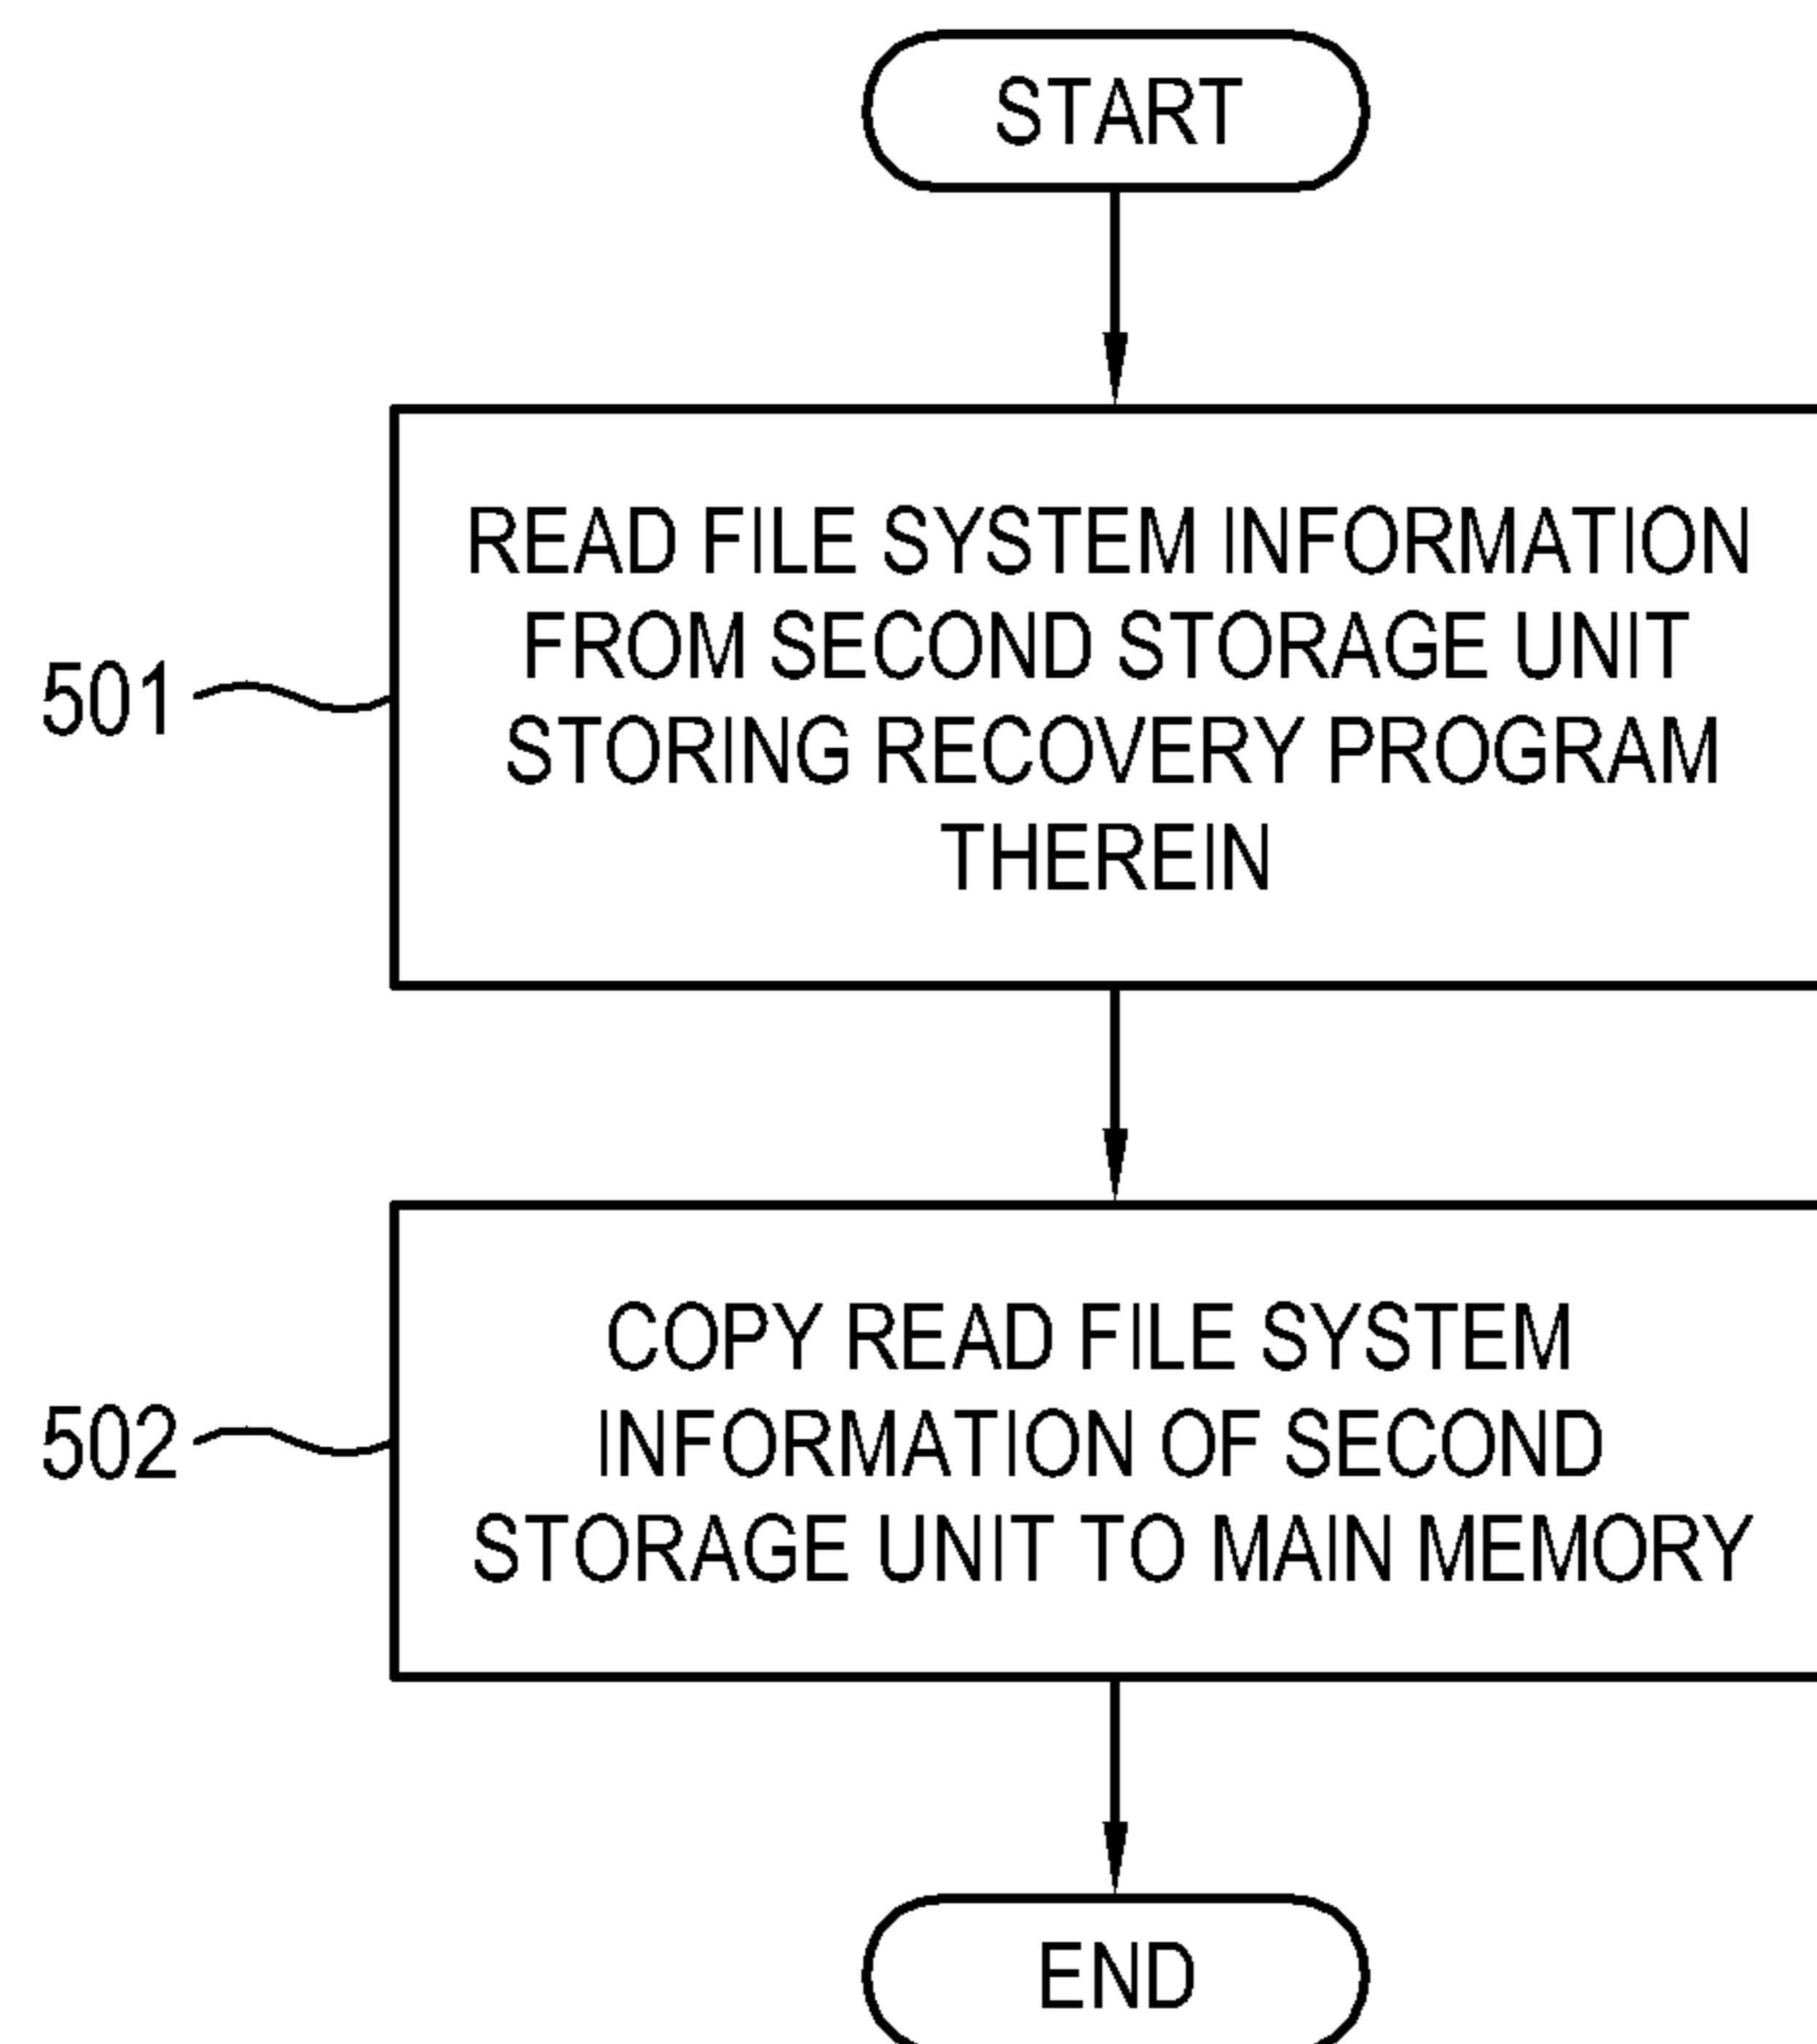 START
READ FILE SYSTEM INFORMATION
FROM SECOND STORAGE UNIT
STORING RECOVERY PROGRAM
THEREIN
501
COPY READ FILE SYSTEM
INFORMATION OF SECOND
STORAGE UNIT TO MAIN MEMORY
502
END